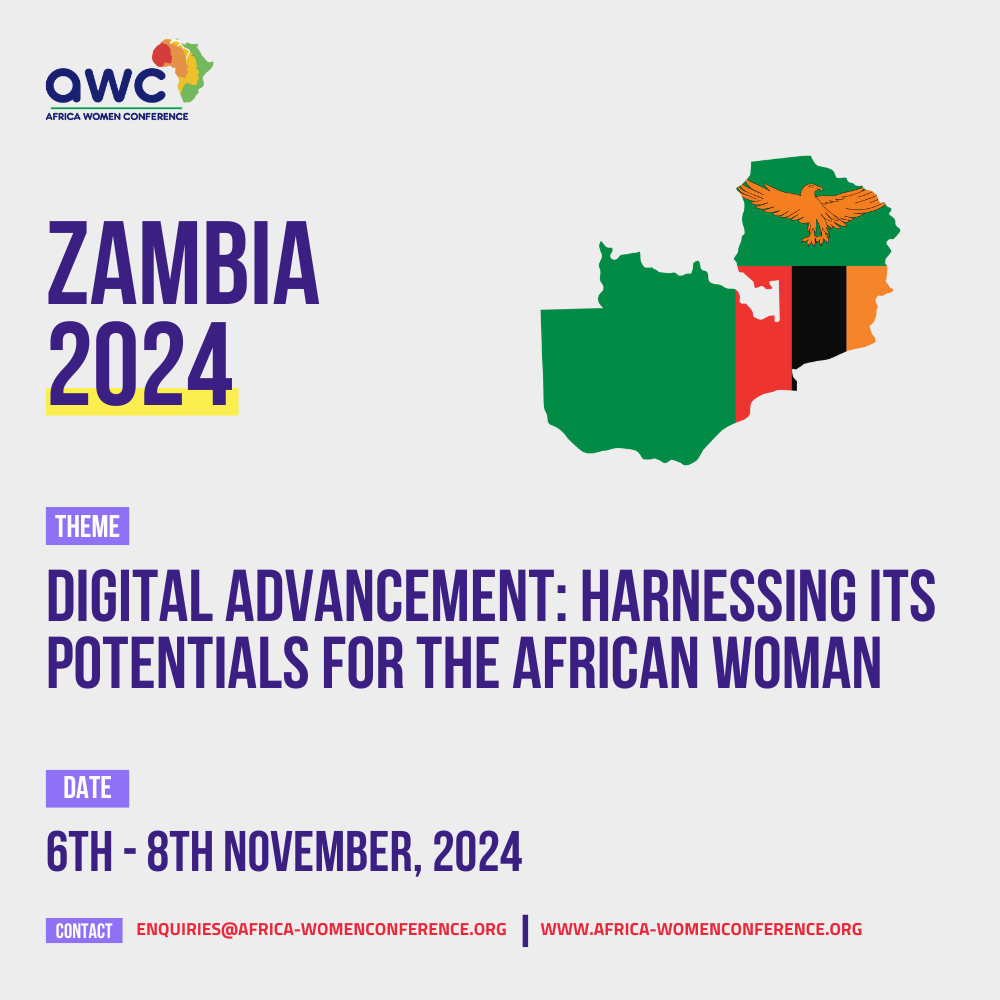 awc
AFRICA WOMEN CONFERENCE
ZAMBIA
2024
THEME
DIGITAL ADVANCEMENT: HARNESSING ITS
POTENTIALS FOR THE AFRICAN WOMAN
DATE
6TH - 8TH NOVEMBER, 2024
CONTACT ENQUIRIES@AFRICA-WOMENCONFERENCE.ORG | WWW.AFRICA-WOMENCONFERENCE.ORG